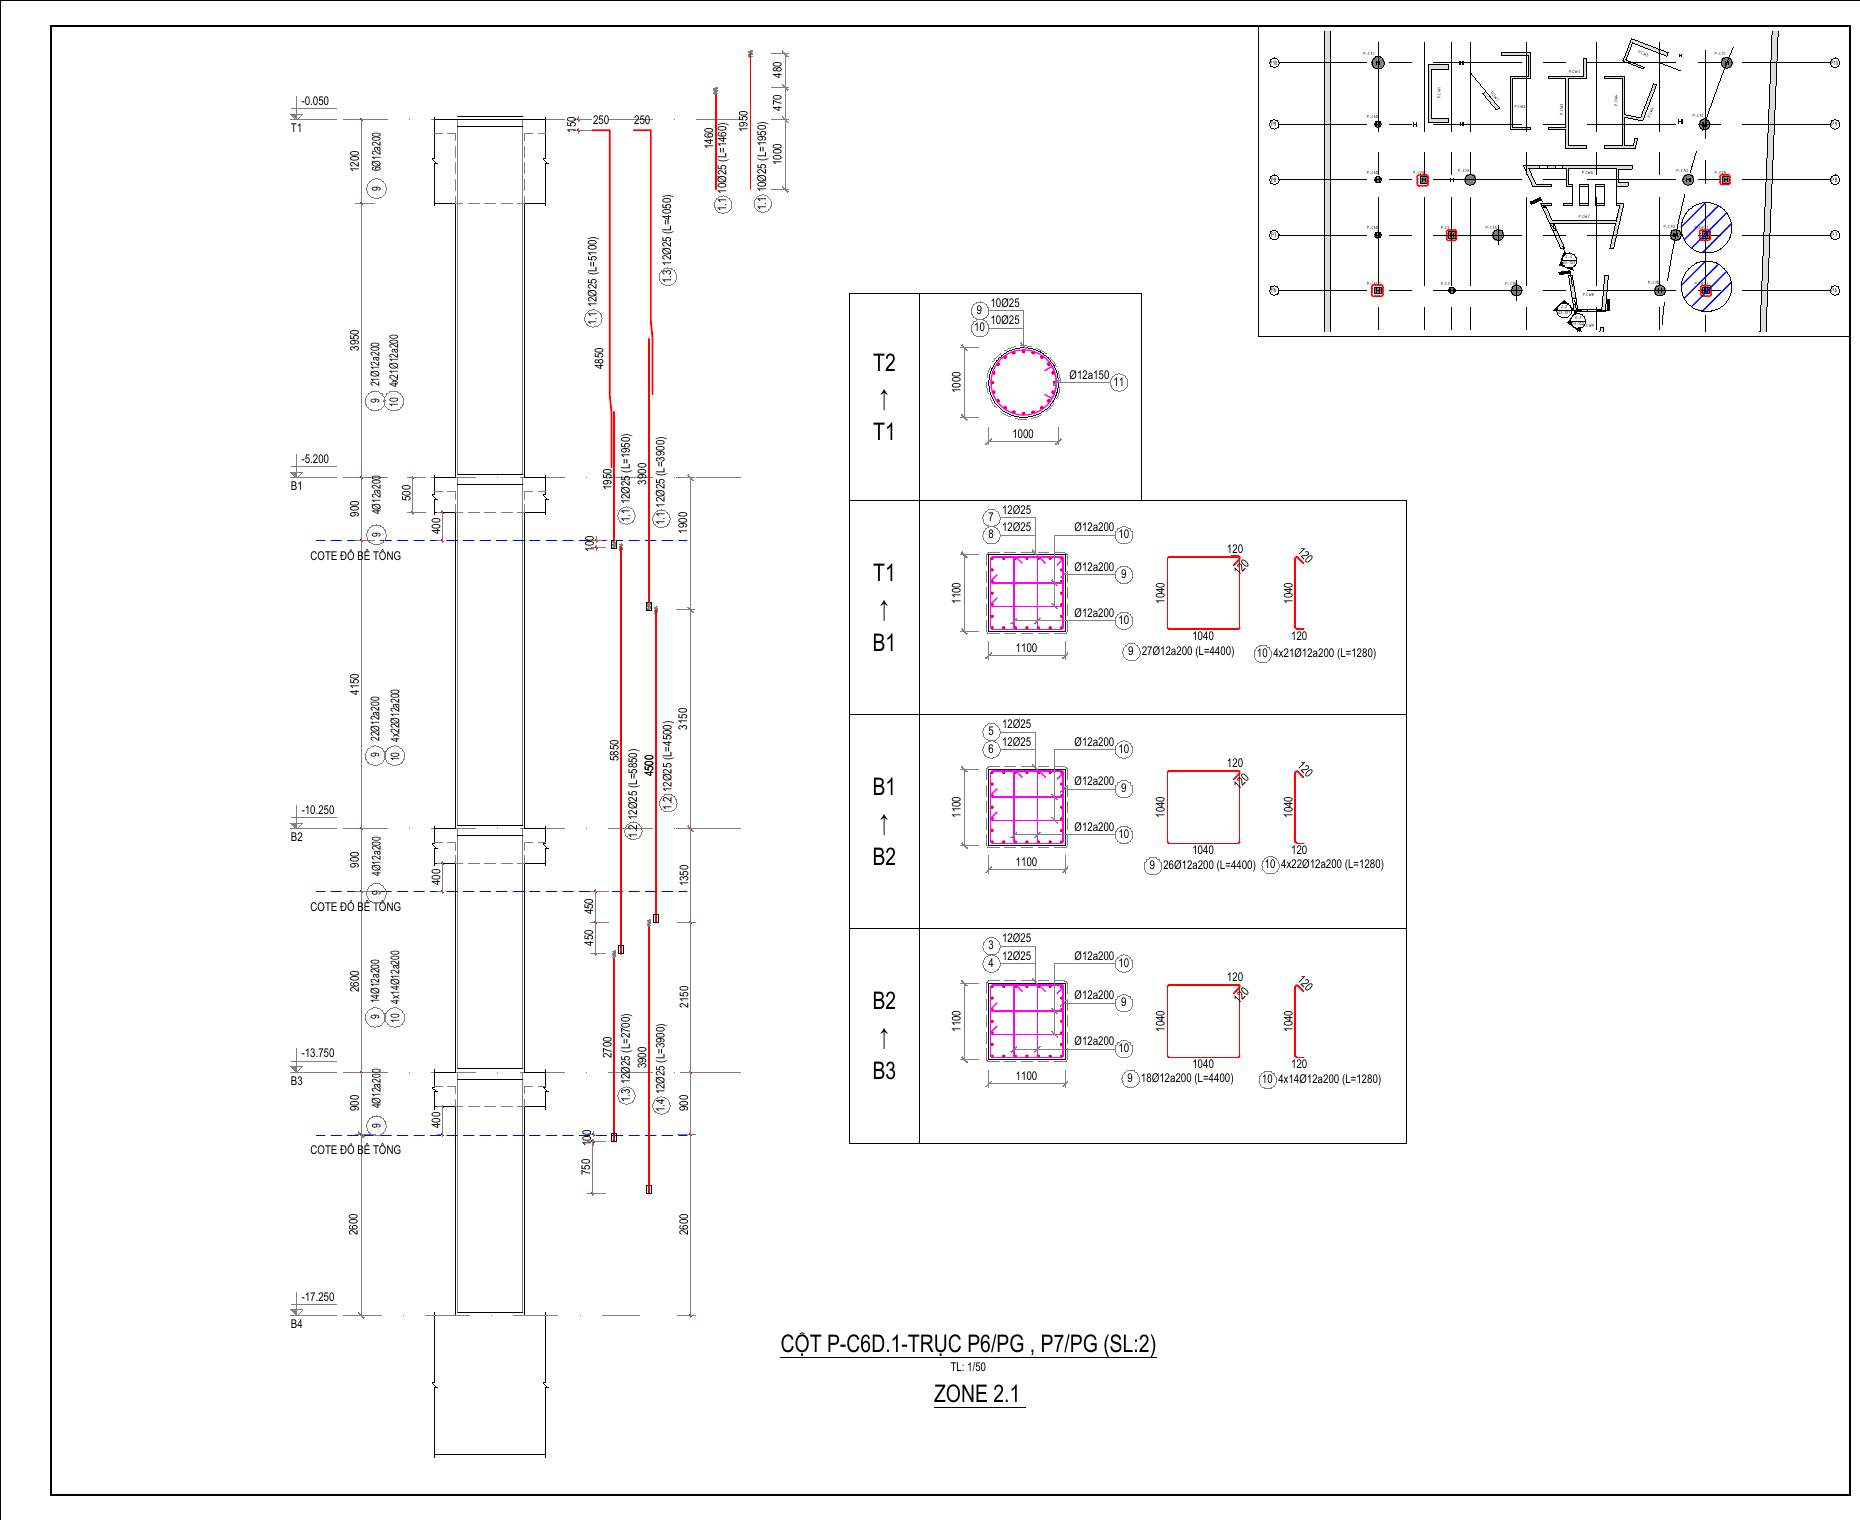 -0.050
T1
1200
9 6Ø12a200
3950
9 21Ø12a200
10 4x21Ø12a200
-5.200
B1
900
9 4Ø12a200
500
400
COTE ĐỔ BÊ TÔNG
4150
9 22Ø12a200
10 4x22Ø12a200
-10.250
B2
900
9 4Ø12a200
400
COTE ĐỔ BÊ TÔNG
2600
9 14Ø12a200
10 4x14Ø12a200
-13.750
B3
900
9 4Ø12a200
400
COTE ĐỔ BÊ TÔNG
2600
-17.250
B4
150
250
250
1.1 12Ø25 (L=5100)
4850
1.3 12Ø25 (L=4050)
1460
1.1 10Ø25 (L=1460)
1950
1.1 10Ø25 (L=1950)
480
470
1000
1950
1.1 12Ø25 (L=1950)
3900
1.1 12Ø25 (L=3900)
1900
100
5850
1.2 12Ø25 (L=5850)
4500
1.2 12Ø25 (L=4500)
3150
1350
450
450
2700
1.3 12Ø25 (L=2700)
3900
1.4 12Ø25 (L=3900)
2150
900
100
750
2600
T2
↑
T1
9 10Ø25
10 10Ø25
1000
Ø12a150 11
1000
T1
↑
B1
7 12Ø25
8 12Ø25
Ø12a200 10
Ø12a200 9
Ø12a200 10
1100
1100
120
120
1040
1040
9 27Ø12a200 (L=4400)
120
1040
120
10 4x21Ø12a200 (L=1280)
B1
↑
B2
5 12Ø25
6 12Ø25
Ø12a200 10
Ø12a200 9
Ø12a200 10
1100
1100
120
120
1040
1040
9 26Ø12a200 (L=4400)
120
1040
120
10 4x22Ø12a200 (L=1280)
B2
↑
B3
3 12Ø25
4 12Ø25
Ø12a200 10
Ø12a200 9
Ø12a200 10
1100
1100
120
120
1040
1040
9 18Ø12a200 (L=4400)
120
1040
120
10 4x14Ø12a200 (L=1280)
CỘT P-C6D.1-TRỤC P6/PG , P7/PG (SL:2)
TL: 1/50
ZONE 2.1